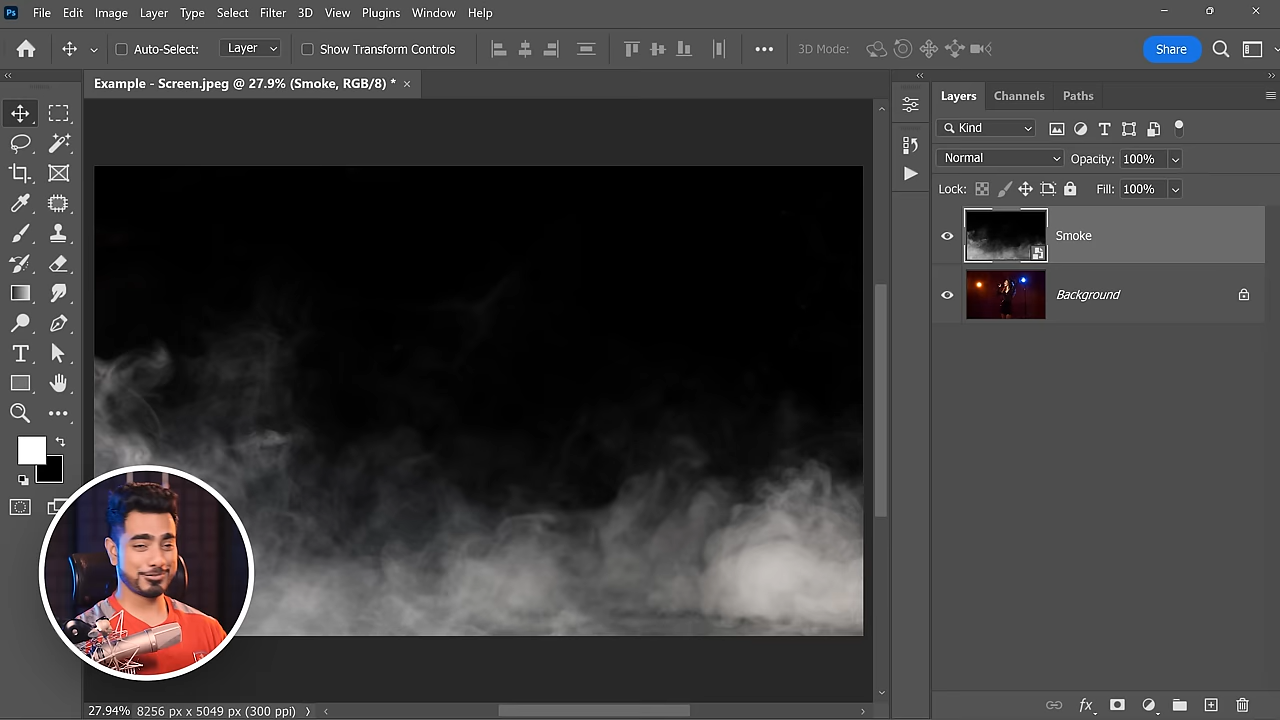 Ps File Edit Image Layer Type Select Filter 3D View Plugins Window Help
Auto-Select: Layer Show Transform Controls 3D Mode: Share
Example - Screen.jpeg @ 27.9% (Smoke, RGB/8) * ×
Layers Channels Paths
Kind
Normal Opacity: 100%
Lock: Fill: 100%
Smoke
Background
fx
27.94% 8256 px x 5049 px (300 ppi)